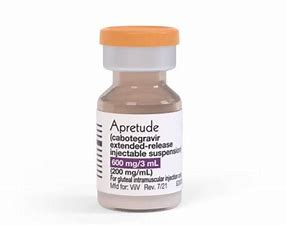 Apretude
(cabotegravir
extended-release
injectable suspension)
600 mg/3 mL
(200 mg/mL)
For gluteal intramuscular injection
Mfd for: ViiV Rev. 7/21